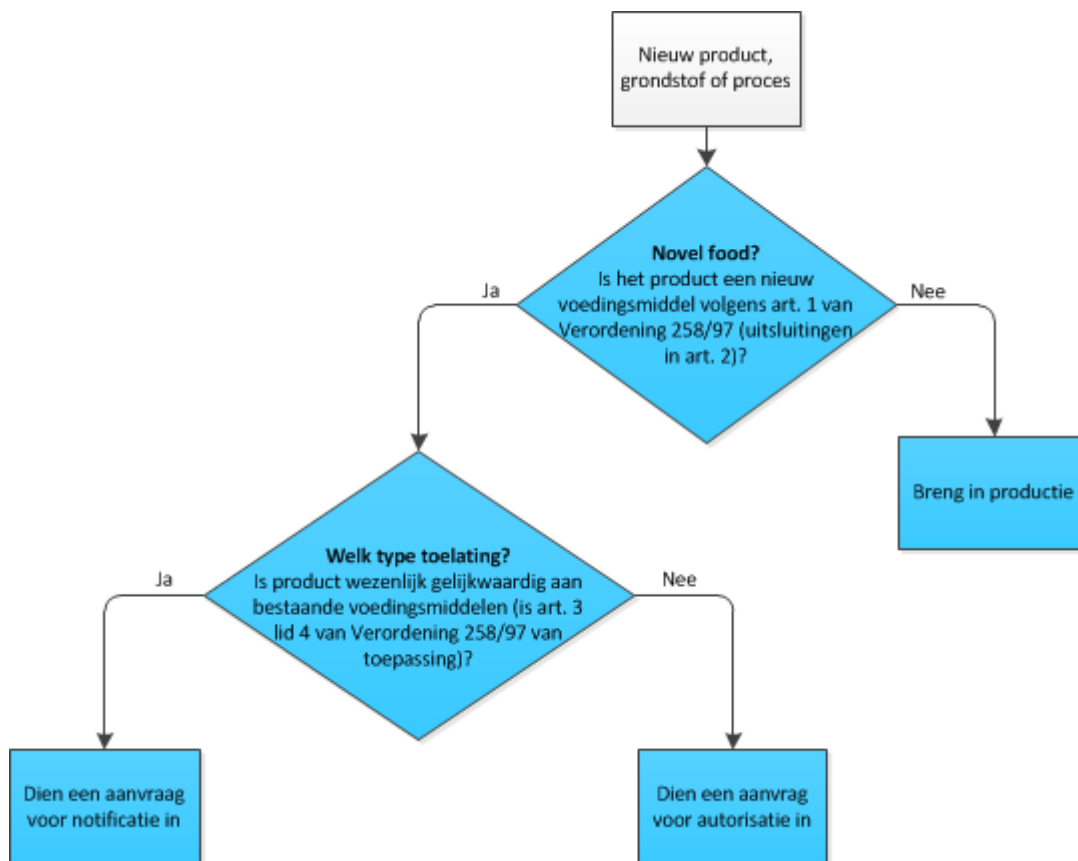 Nieuw product,
grondstof of proces
Novel food?
Is het product een nieuw
voedingsmiddel volgens art. 1 van
Verordening 258/97 (uitsluitingen
in art. 2)?
Ja
Nee
Breng in productie
Welk type toelating?
Is product wezenlijk gelijkwaardig aan
bestaande voedingsmiddelen (is art. 3
lid 4 van Verordening 258/97 van
toepassing)?
Ja
Nee
Dien een aanvraag
voor notificatie in
Dien een aanvrag
voor autorisatie in